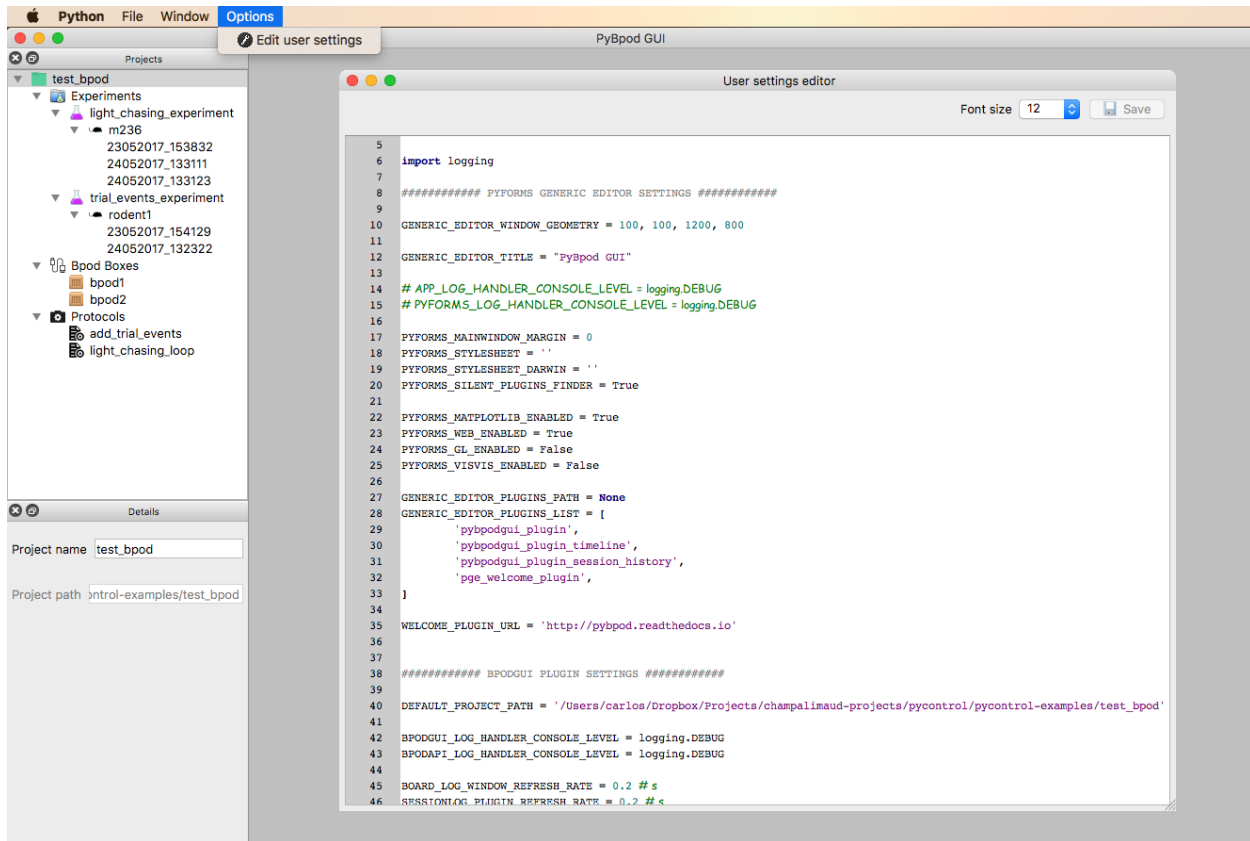 Python File Window Options
Edit user settings
PyBpod GUI
Projects
test_bpod
Experiments
light_chasing_experiment
m236
23052017_153832
24052017_133111
24052017_133123
trial_events_experiment
rodent1
23052017_154129
24052017_132322
Bpod Boxes
bpod1
bpod2
Protocols
add_trial_events
light_chasing_loop
Details
Project name test_bpod
Project path ontrol-examples/test_bpod
User settings editor
Font size 12 Save
5
6 import logging
7
8 ############ PYFORMS GENERIC EDITOR SETTINGS ############
9
10 GENERIC_EDITOR_WINDOW_GEOMETRY = 100, 100, 1200, 800
11
12 GENERIC_EDITOR_TITLE = "PyBpod GUI"
13
14 # APP_LOG_HANDLER_CONSOLE_LEVEL = logging.DEBUG
15 # PYFORMS_LOG_HANDLER_CONSOLE_LEVEL = logging.DEBUG
16
17 PYFORMS_MAINWINDOW_MARGIN = 0
18 PYFORMS_STYLESHEET = ''
19 PYFORMS_STYLESHEET_DARWIN = ''
20 PYFORMS_SILENT_PLUGINS_FINDER = True
21
22 PYFORMS_MATPLOTLIB_ENABLED = True
23 PYFORMS_WEB_ENABLED = True
24 PYFORMS_GL_ENABLED = False
25 PYFORMS_VISVIS_ENABLED = False
26
27 GENERIC_EDITOR_PLUGINS_PATH = None
28 GENERIC_EDITOR_PLUGINS_LIST = [
29 'pybpodgui_plugin',
30 'pybpodgui_plugin_timeline',
31 'pybpodgui_plugin_session_history',
32 'pge_welcome_plugin',
33 ]
34
35 WELCOME_PLUGIN_URL = 'http://pybpod.readthedocs.io'
36
37
38 ############ BPODGUI PLUGIN SETTINGS ############
39
40 DEFAULT_PROJECT_PATH = '/Users/carlos/Dropbox/Projects/champalimaud-projects/pycontrol/pycontrol-examples/test_bpod'
41
42 BPODGUI_LOG_HANDLER_CONSOLE_LEVEL = logging.DEBUG
43 BPODAPI_LOG_HANDLER_CONSOLE_LEVEL = logging.DEBUG
44
45 BOARD_LOG_WINDOW_REFRESH_RATE = 0.2 # s
46 SESSIONLOG_PLUGIN_REFRESH_RATE = 0.2 # s